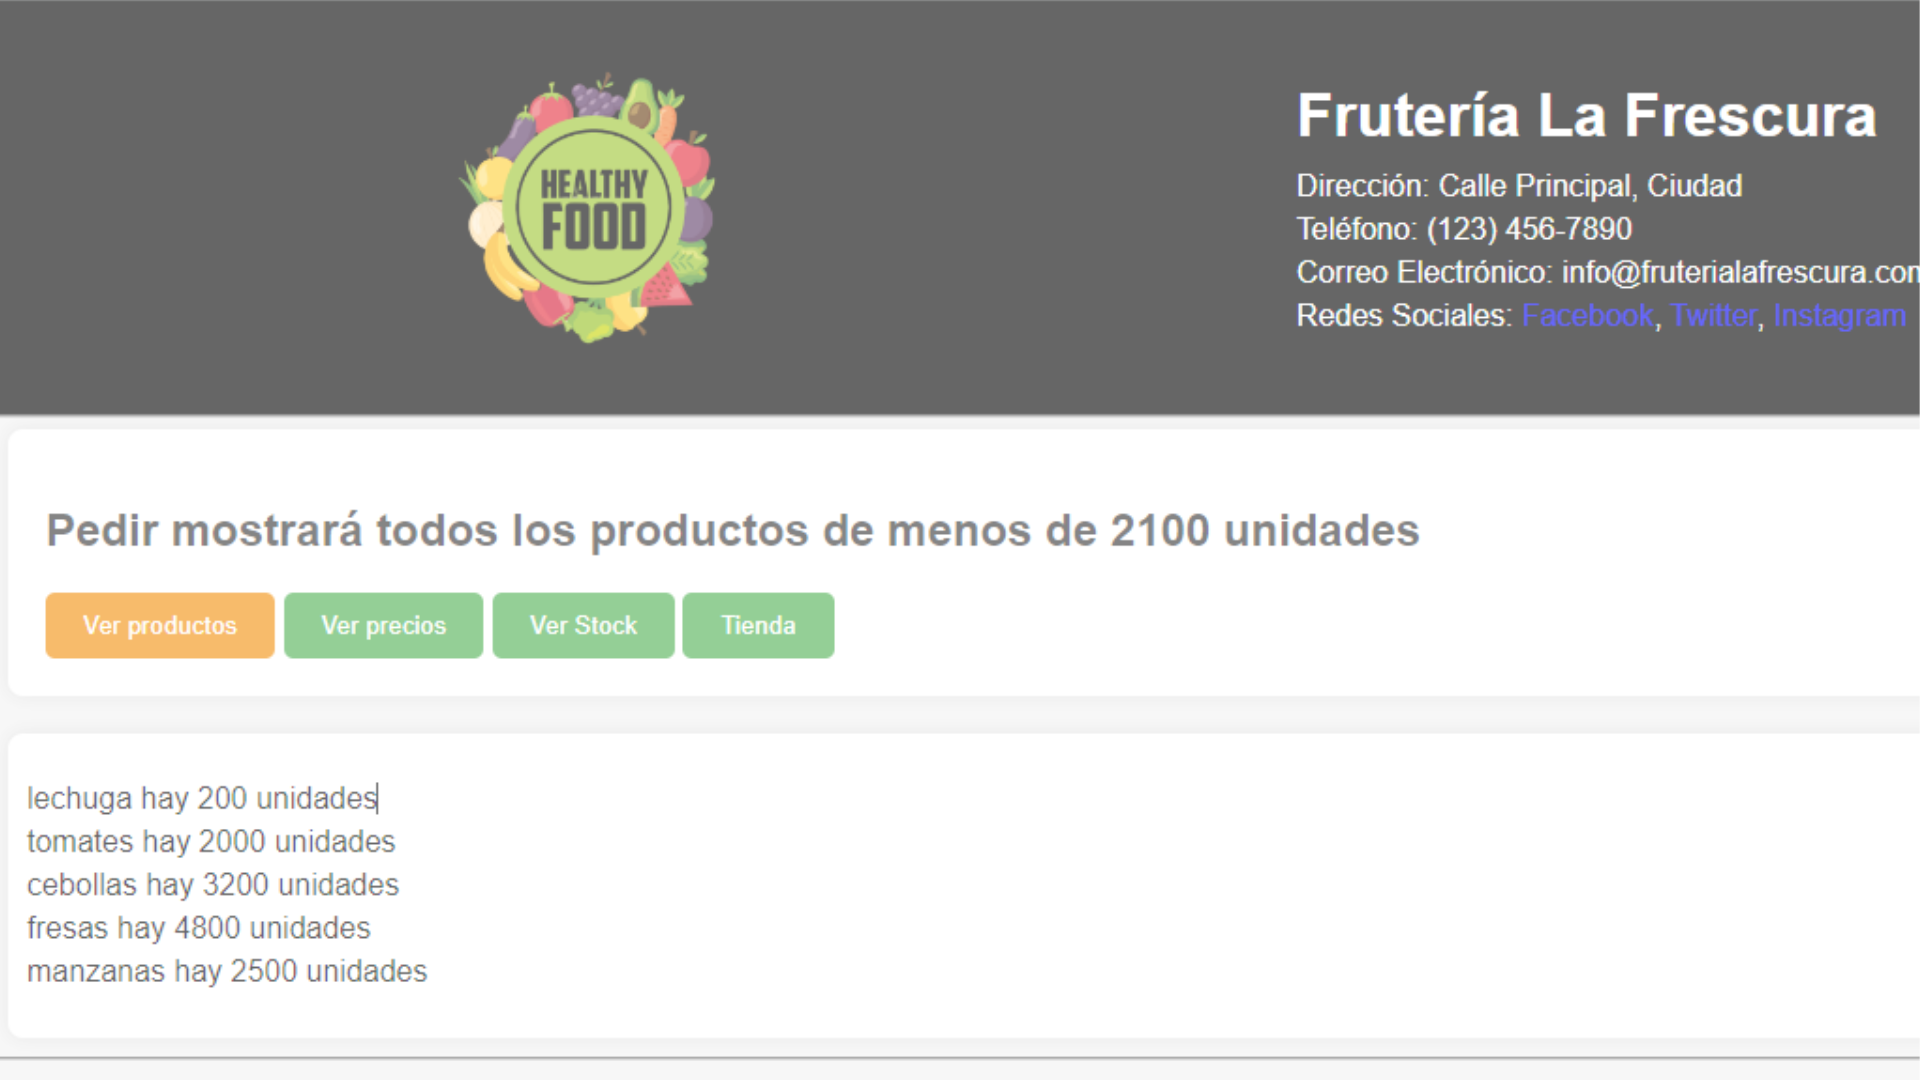 HEALTHY
FOOD
Frutería La Frescura
Dirección: Calle Principal, Ciudad
Teléfono: (123) 456-7890
Correo Electrónico: info@fruterialafrescura.com
Redes Sociales: Facebook, Twitter, Instagram
Pedir mostrará todos los productos de menos de 2100 unidades
Ver productos Ver precios Ver Stock Tienda
lechuga hay 200 unidades
tomates hay 2000 unidades
cebollas hay 3200 unidades
fresas hay 4800 unidades
manzanas hay 2500 unidades